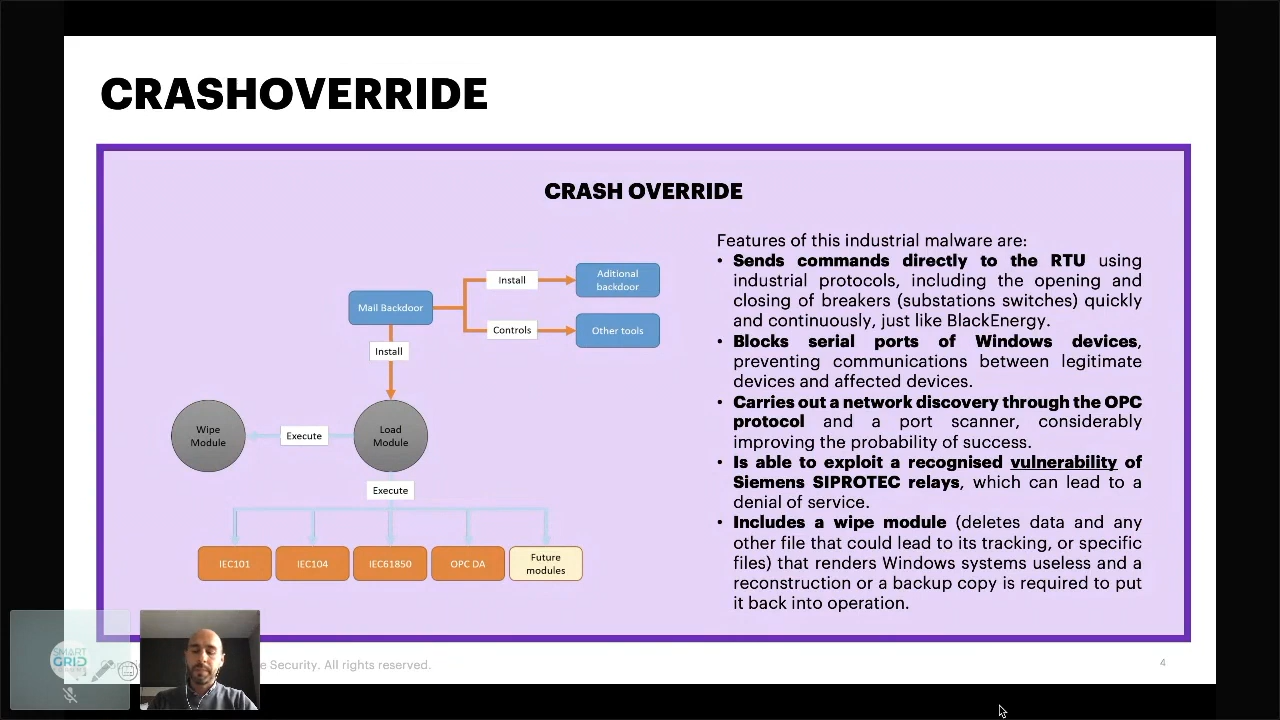 CRASHOVERRIDE
CRASH OVERRIDE
Mail Backdoor
Install
Aditional
backdoor
Controls
Other tools
Install
Wipe
Module
Execute
Load
Module
Execute
IEC101
IEC104
IEC61850
OPC DA
Future
modules
Features of this industrial malware are:
• Sends commands directly to the RTU using
industrial protocols, including the opening and
closing of breakers (substations switches) quickly
and continuously, just like BlackEnergy.
• Blocks serial ports of Windows devices,
preventing communications between legitimate
devices and affected devices.
• Carries out a network discovery through the OPC
protocol and a port scanner, considerably
improving the probability of success.
• Is able to exploit a recognised vulnerability of
Siemens SIPROTEC relays, which can lead to a
denial of service.
• Includes a wipe module (deletes data and any
other file that could lead to its tracking, or specific
files) that renders Windows systems useless and a
reconstruction or a backup copy is required to put
it back into operation.
SMART
GRID
Security. All rights reserved.
4